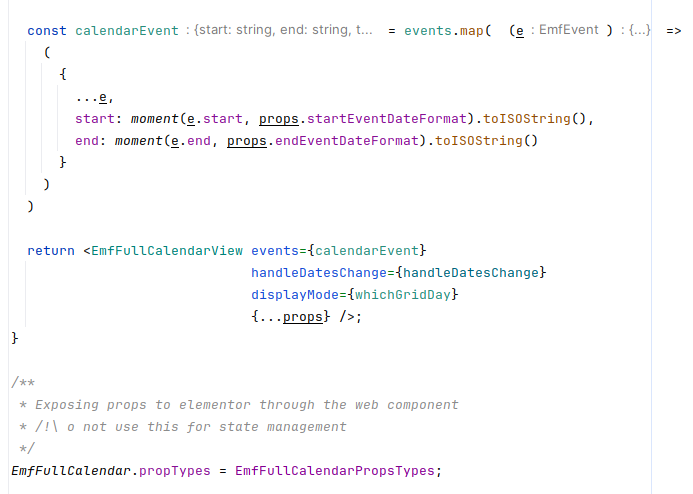 const calendarEvent : {start: string, end: string, t... = events.map( (e : EmfEvent ) : {...} =>
(
{
...e,
start: moment(e.start, props.startEventDateFormat).toISOString(),
end: moment(e.end, props.endEventDateFormat).toISOString()
}
)
)
return <EmfFullCalendarView events={calendarEvent}
handleDatesChange={handleDatesChange}
displayMode={whichGridDay}
{...props} />;
}
/**
* Exposing props to elementor through the web component
* /!\ o not use this for state management
*/
EmfFullCalendar.propTypes = EmfFullCalendarPropsTypes;